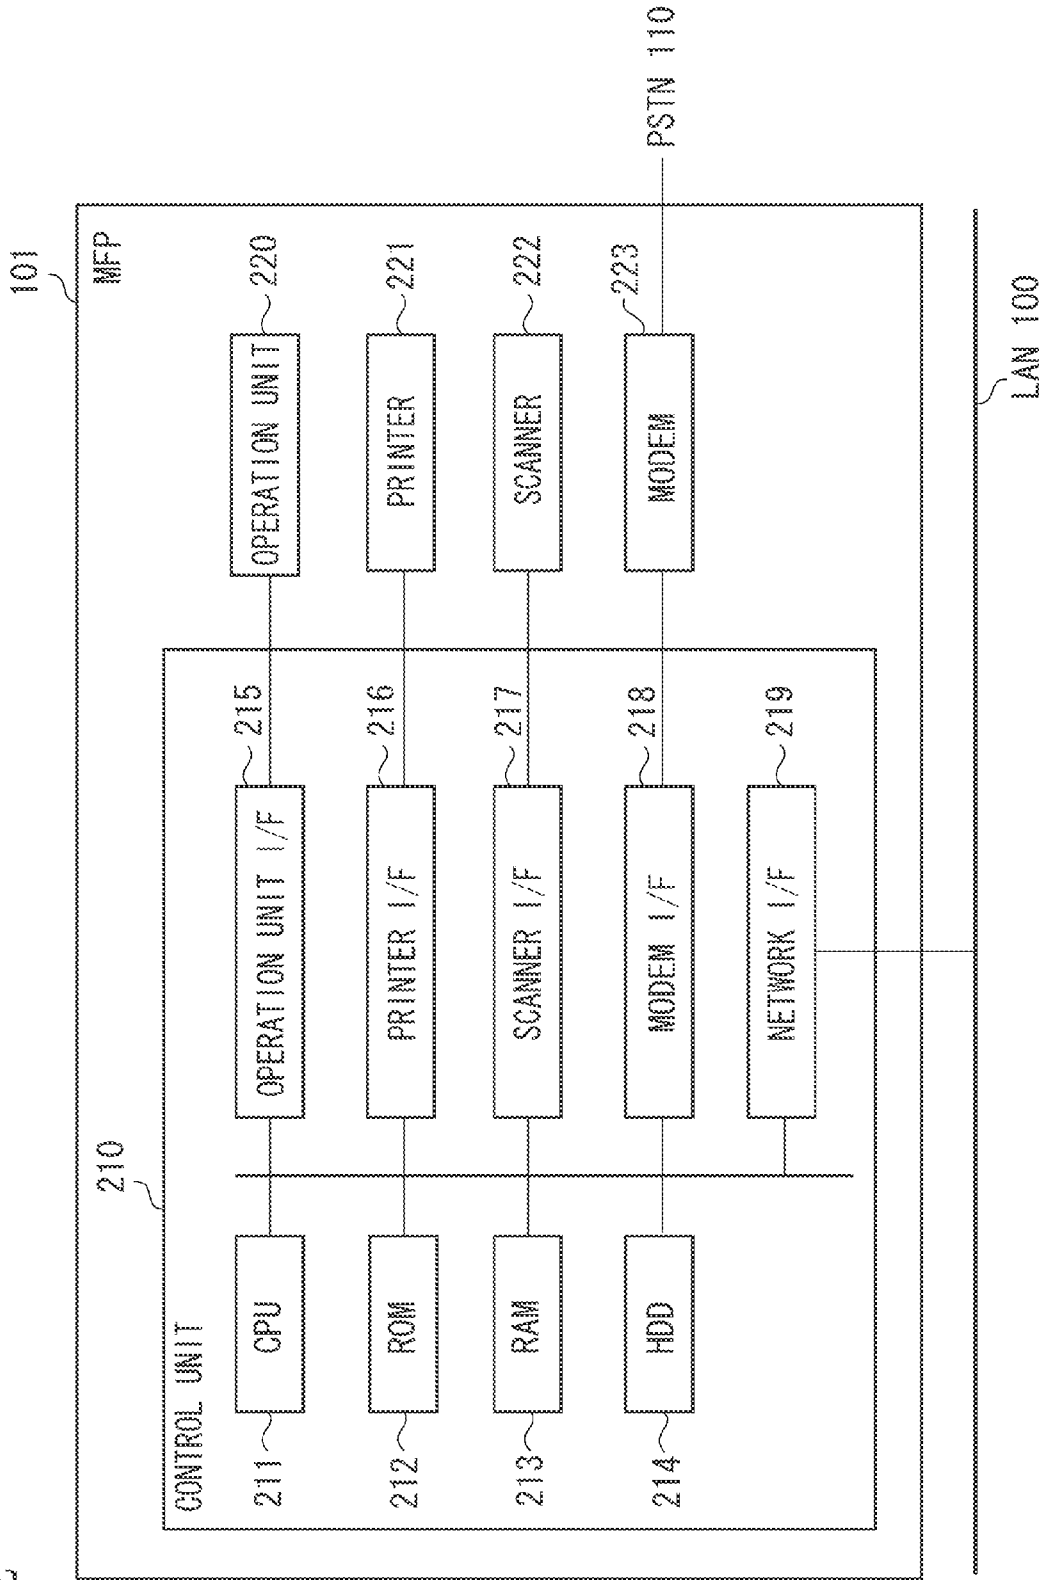 101
MFP
210
CONTROL UNIT
211
CPU
OPERATION UNIT I/F
215
OPERATION UNIT
220
212
ROM
PRINTER I/F
216
PRINTER
221
213
RAM
SCANNER I/F
217
SCANNER
222
214
HDD
MODEM I/F
218
MODEM
223
PSTN 110
NETWORK I/F
219
LAN 100